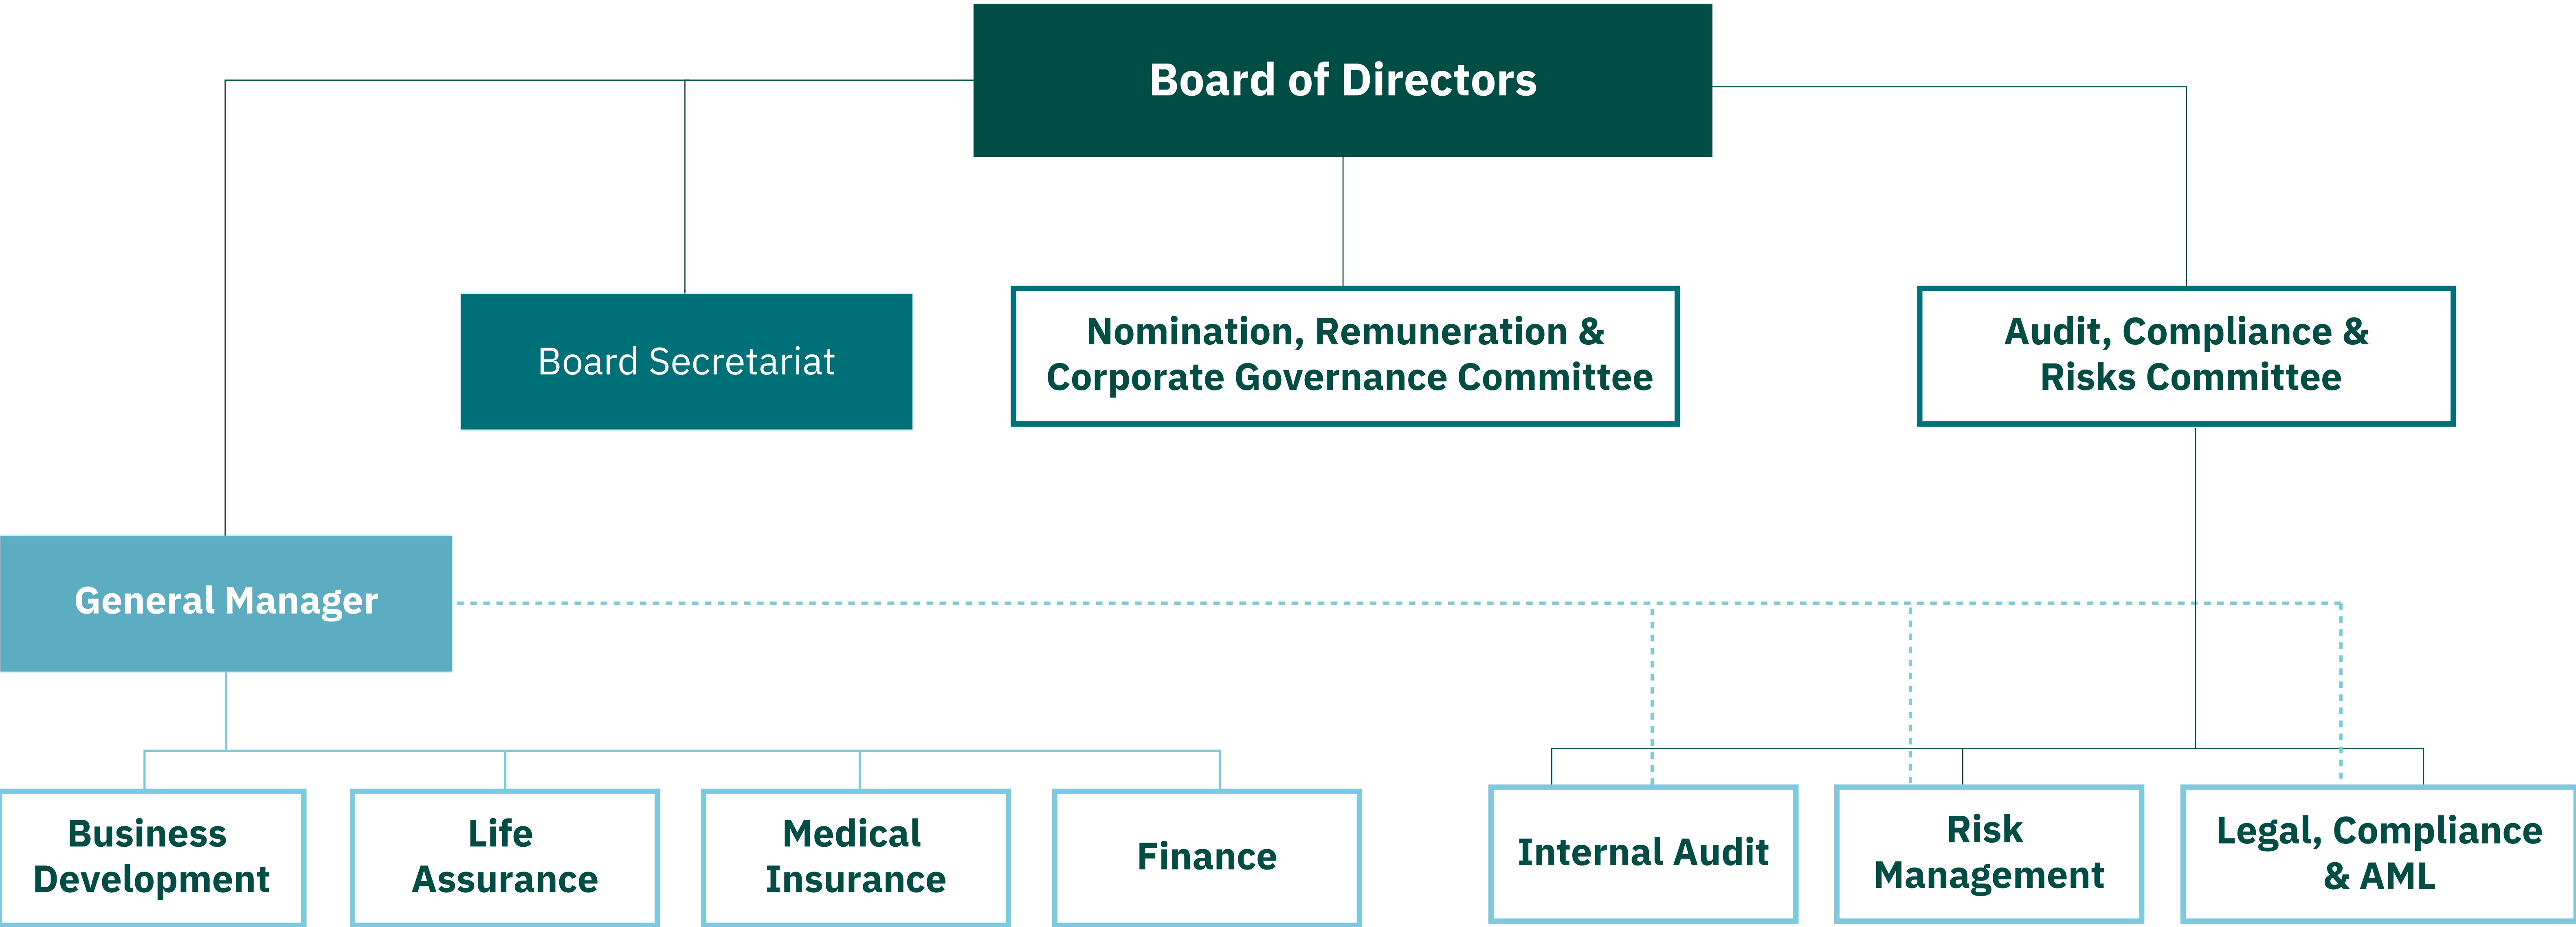 Board of Directors
Board Secretariat
Nomination, Remuneration &
Corporate Governance Committee
Audit, Compliance &
Risks Committee
General Manager
Business
Development
Life
Assurance
Medical
Insurance
Finance
Internal Audit
Risk
Management
Legal, Compliance
& AML